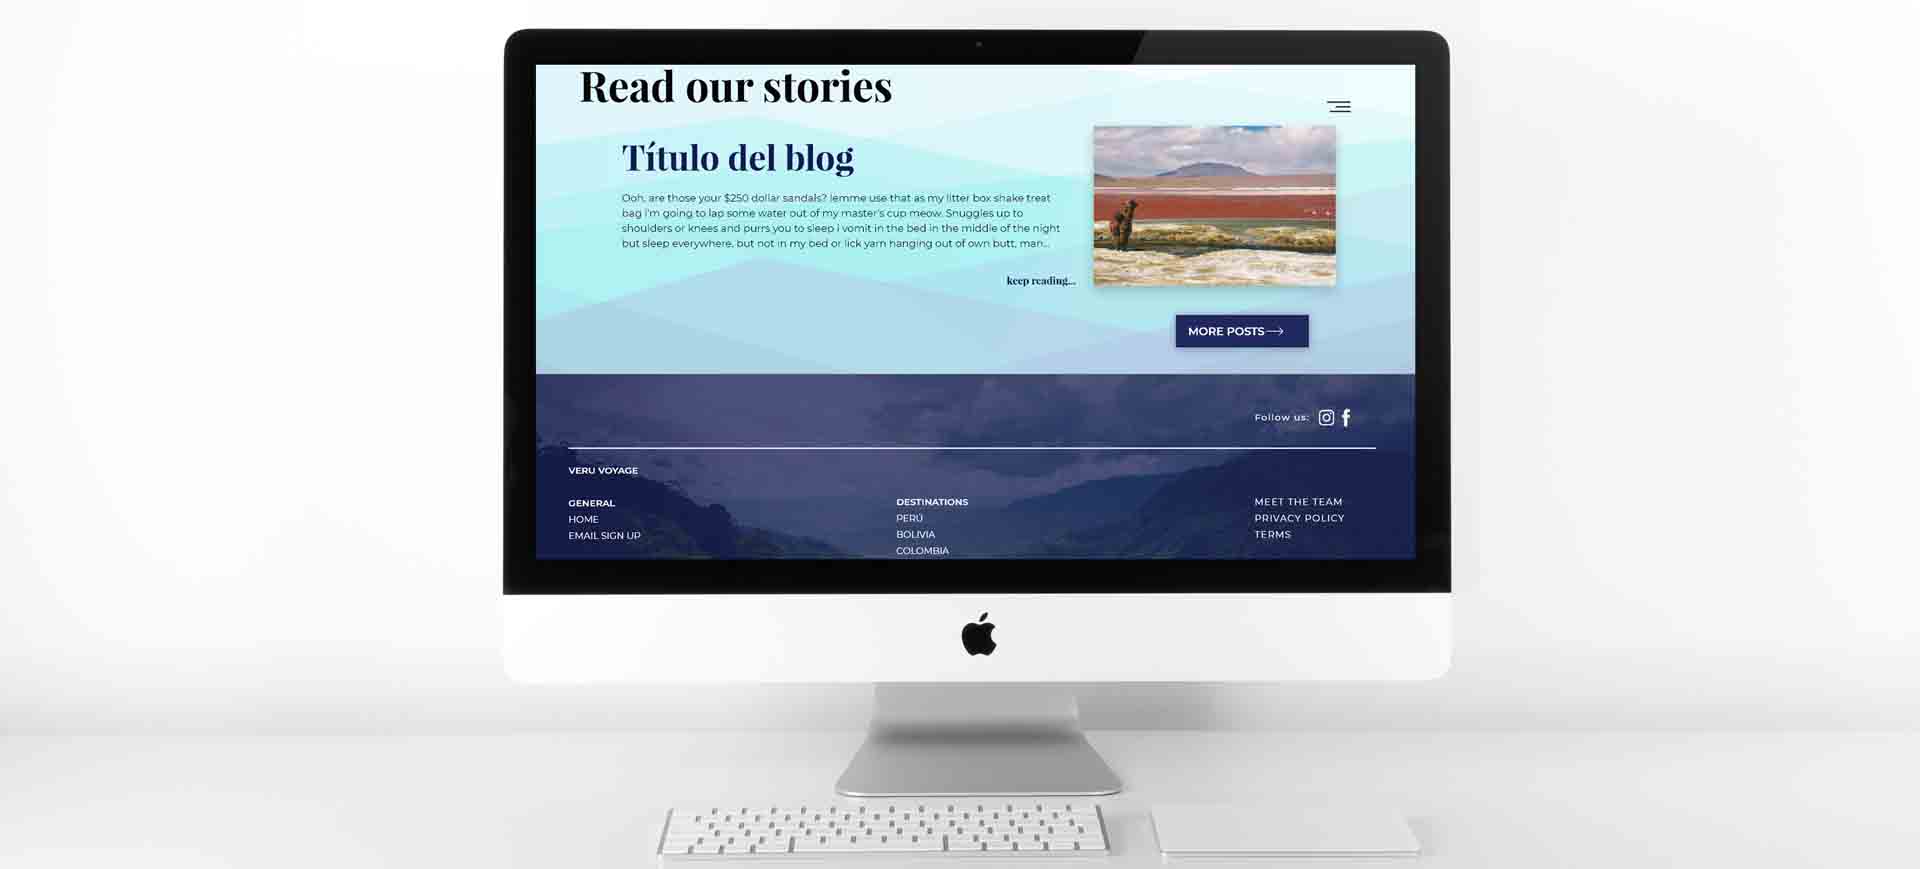 Read our stories
Título del blog
Ooh, are those your $250 dollar sandals? lemme use that as my litter box shake treat
bag i'm going to lap some water out of my master's cup meow. Snuggles up to
shoulders or knees and purrs you to sleep i vomit in the bed in the middle of the night
but sleep everywhere, but not in my bed or lick yarn hanging out of own butt, man...
keep reading...
MORE POSTS
Follow us:
VERU VOYAGE
GENERAL
HOME
EMAIL SIGN UP
DESTINATIONS
PERÚ
BOLIVIA
COLOMBIA
MEET THE TEAM
PRIVACY POLICY
TERMS